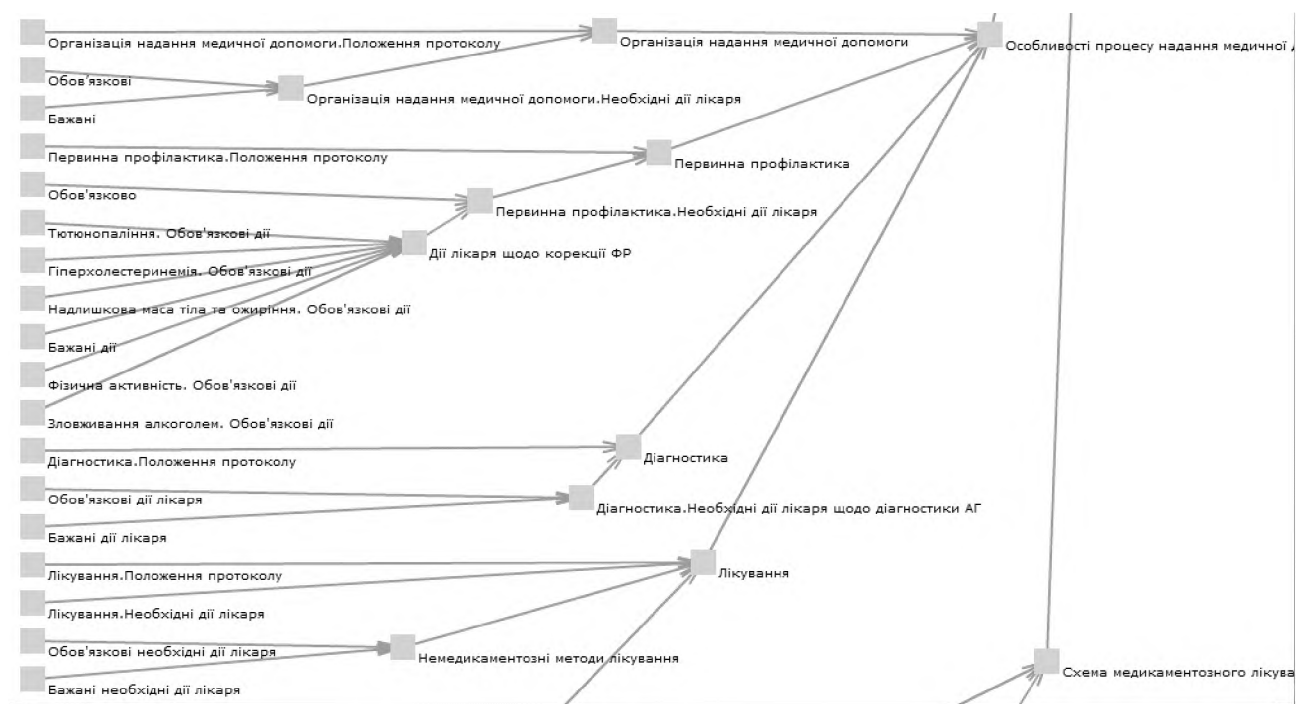 Організація надання медичної допомоги.Положення протоколу
Організація надання медичної допомоги
Особливості процесу надання медичної
Обов'язкові
Організація надання медичної допомоги.Необхідні дії лікаря
Бажані
Первинна профілактика.Положення протоколу
Первинна профілактика
Обов'язково
Первинна профілактика.Необхідні дії лікаря
Тютюнопаління. Обов'язкові дії
Дії лікаря щодо корекції ФР
Гіперхолестеринемія. Обов'язкові дії
Надлишкова маса тіла та ожиріння. Обов'язкові дії
Бажані дії
Фізична активність. Обов'язкові дії
Зловживання алкоголем. Обов'язкові дії
Діагностика.Положення протоколу
Діагностика
Обов'язкові дії лікаря
Діагностика.Необхідні дії лікаря щодо діагностики АГ
Бажані дії лікаря
Лікування.Положення протоколу
Лікування
Лікування.Необхідні дії лікаря
Обов'язкові необхідні дії лікаря
Немедикаментозні методи лікування
Схема медикаментозного лікува
Бажані необхідні дії лікаря